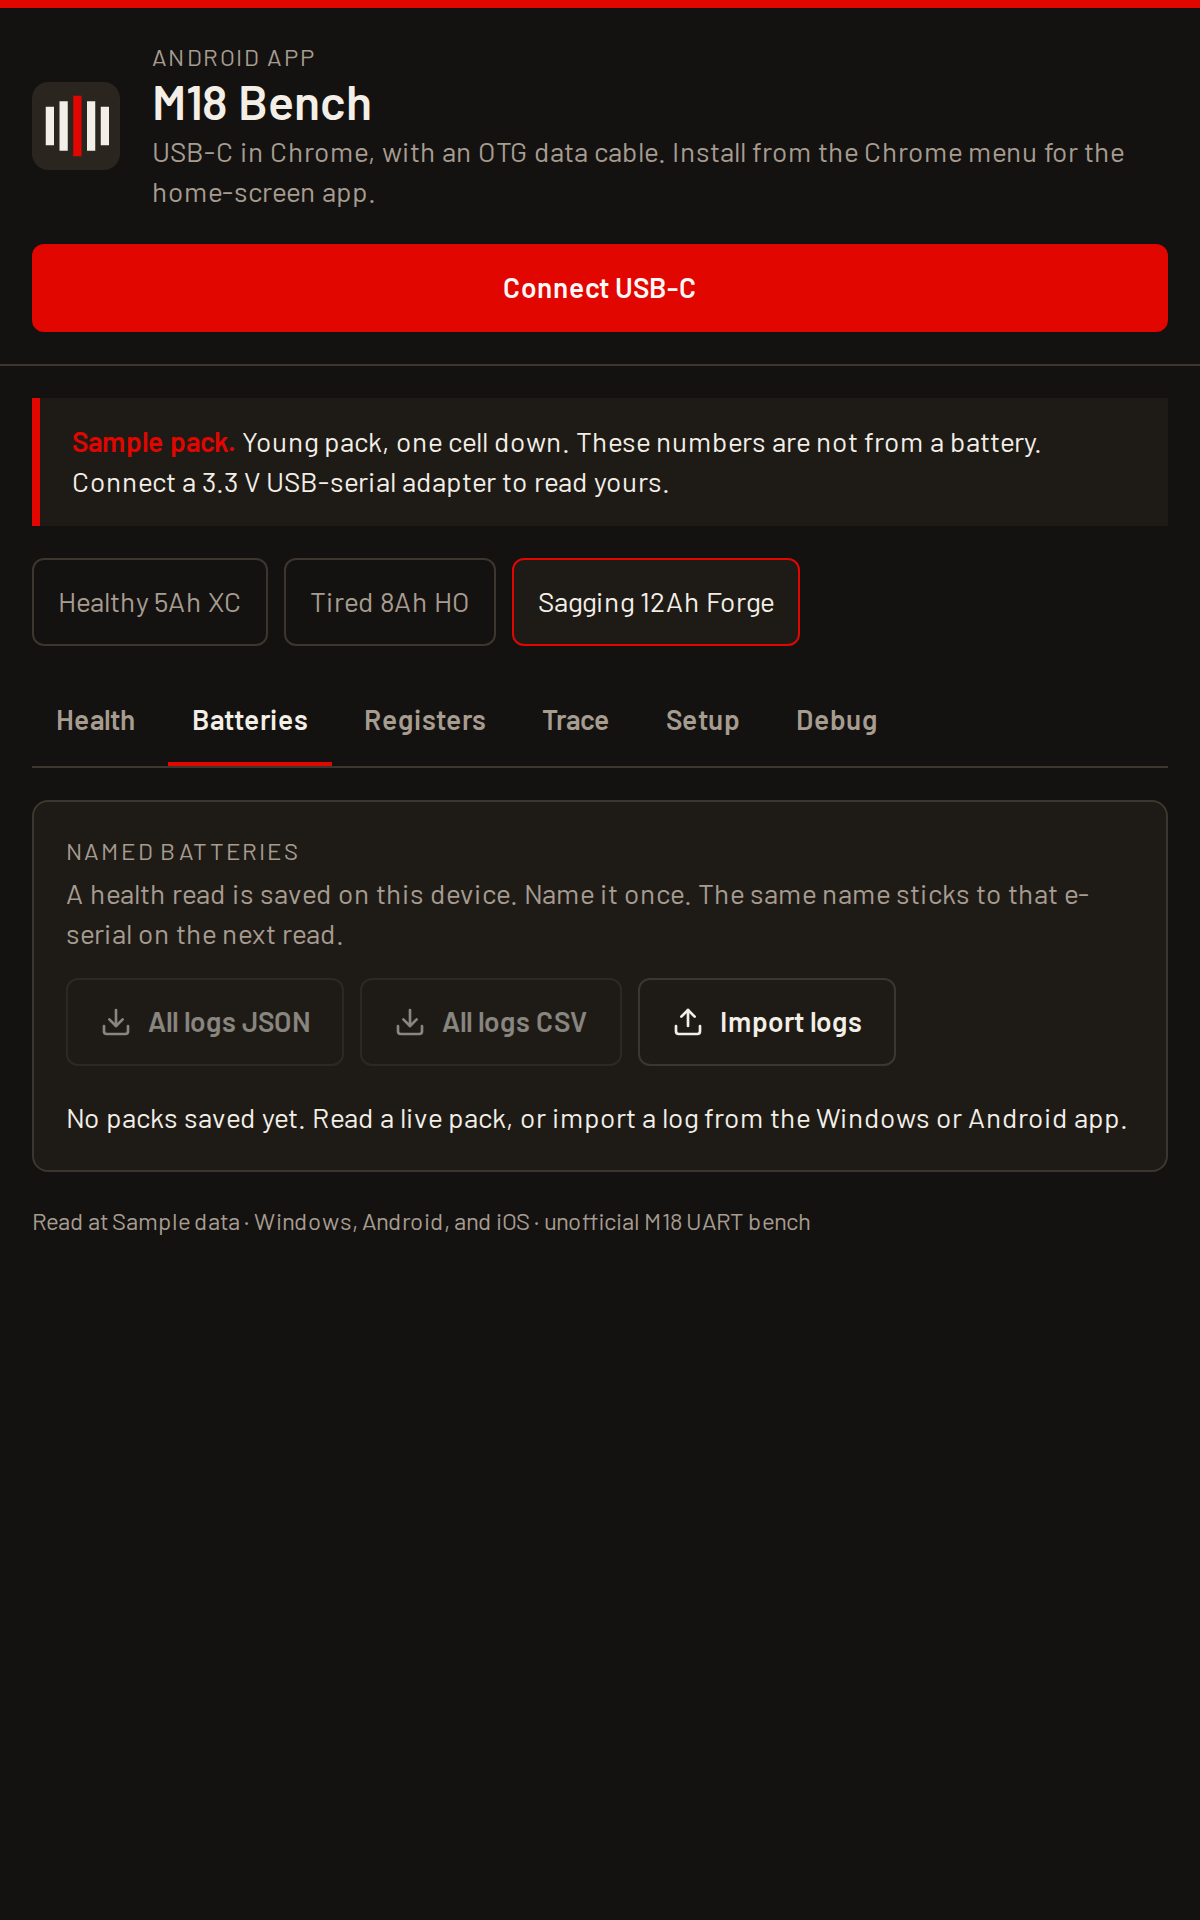 ANDROID APP
M18 Bench
USB-C in Chrome, with an OTG data cable. Install from the Chrome menu for the
home-screen app.
Connect USB-C
Sample pack. Young pack, one cell down. These numbers are not from a battery.
Connect a 3.3 V USB-serial adapter to read yours.
Healthy 5Ah XC
Tired 8Ah HO
Sagging 12Ah Forge
Health
Batteries
Registers
Trace
Setup
Debug
NAMED BATTERIES
A health read is saved on this device. Name it once. The same name sticks to that e-
serial on the next read.
All logs JSON
All logs CSV
Import logs
No packs saved yet. Read a live pack, or import a log from the Windows or Android app.
Read at Sample data · Windows, Android, and iOS · unofficial M18 UART bench